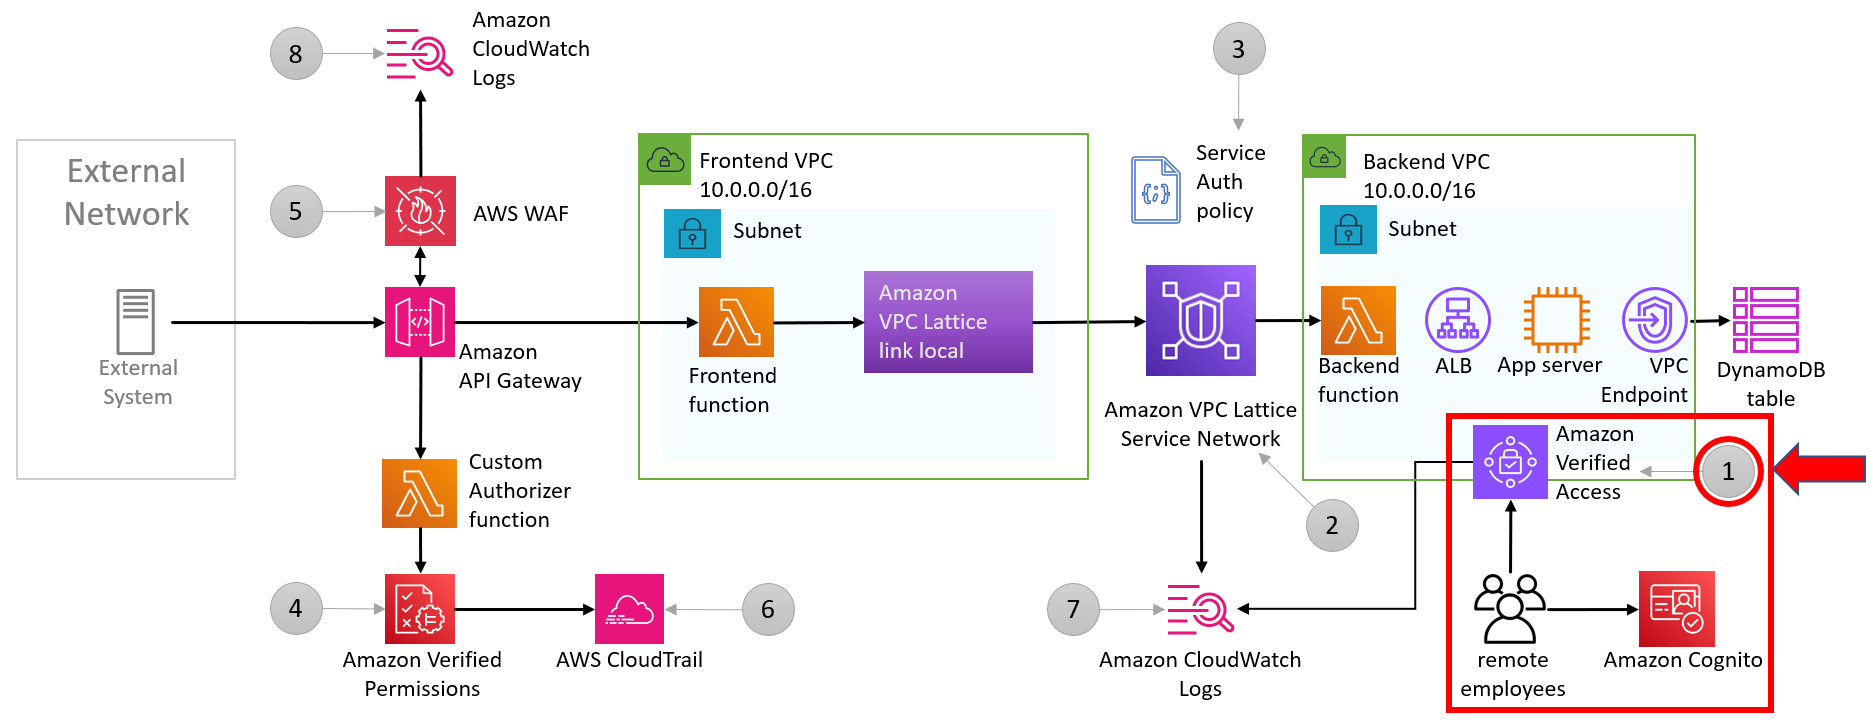 8
Amazon
CloudWatch
Logs
3
External
Network
5
AWS WAF
External
System
Amazon
API Gateway
Custom
Authorizer
function
4
Amazon Verified
Permissions
AWS CloudTrail
6
Frontend VPC
10.0.0.0/16
Subnet
Frontend
function
Amazon
VPC Lattice
link local
Service
Auth
policy
Amazon VPC Lattice
Service Network
2
7
Amazon CloudWatch
Logs
Backend VPC
10.0.0.0/16
Subnet
Backend
function
ALB
App server
VPC
Endpoint
DynamoDB
table
Amazon
Verified
Access
1
remote
employees
Amazon Cognito